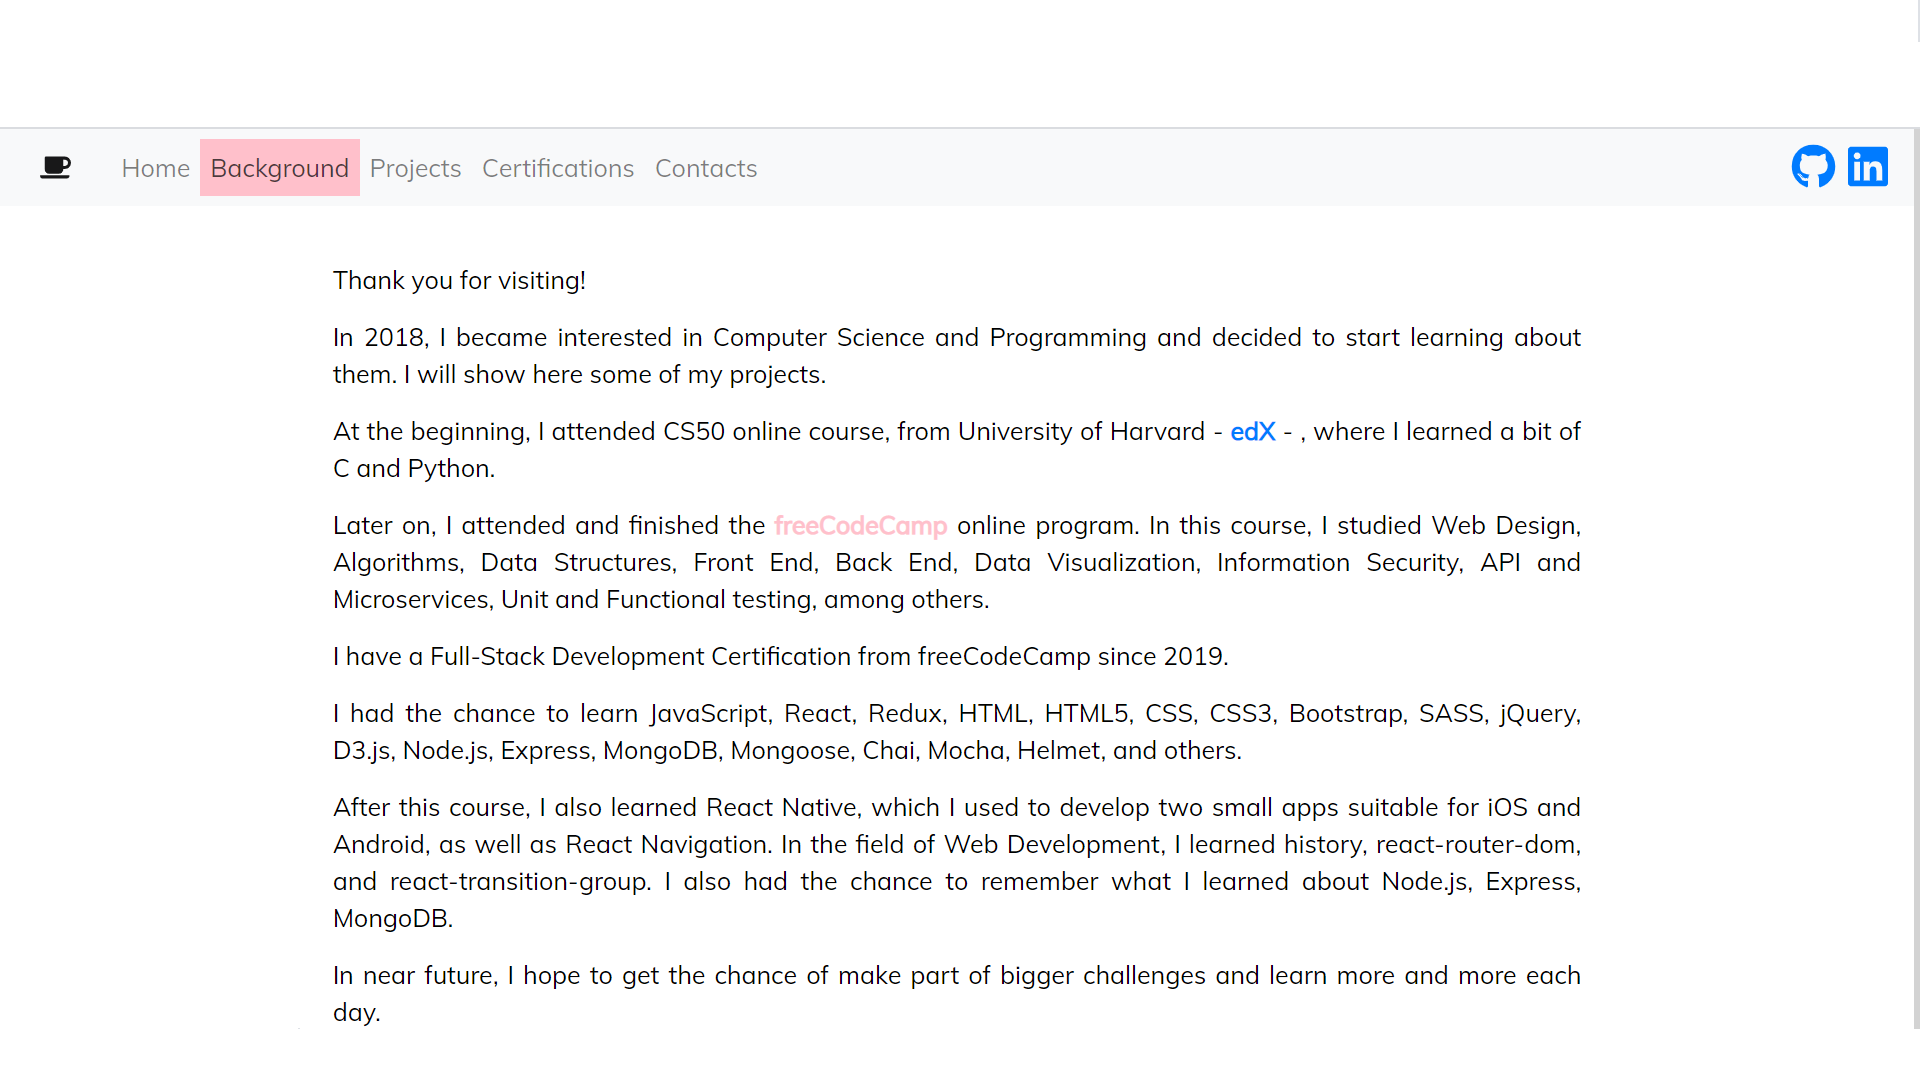 Home Background Projects Certifications Contacts
in
Thank you for visiting!
In 2018, I became interested in Computer Science and Programming and decided to start learning about
them. I will show here some of my projects.
At the beginning, I attended CS50 online course, from University of Harvard - edX - , where I learned a bit of
C and Python.
Later on, I attended and finished the freeCodeCamp online program. In this course, I studied Web Design,
Algorithms, Data Structures, Front End, Back End, Data Visualization, Information Security, API and
Microservices, Unit and Functional testing, among others.
I have a Full-Stack Development Certification from freeCodeCamp since 2019.
I had the chance to learn JavaScript, React, Redux, HTML, HTML5, CSS, CSS3, Bootstrap, SASS, jQuery,
D3.js, Node.js, Express, MongoDB, Mongoose, Chai, Mocha, Helmet, and others.
After this course, I also learned React Native, which I used to develop two small apps suitable for iOS and
Android, as well as React Navigation. In the field of Web Development, I learned history, react-router-dom,
and react-transition-group. I also had the chance to remember what I learned about Node.js, Express,
MongoDB.
In near future, I hope to get the chance of make part of bigger challenges and learn more and more each
day.